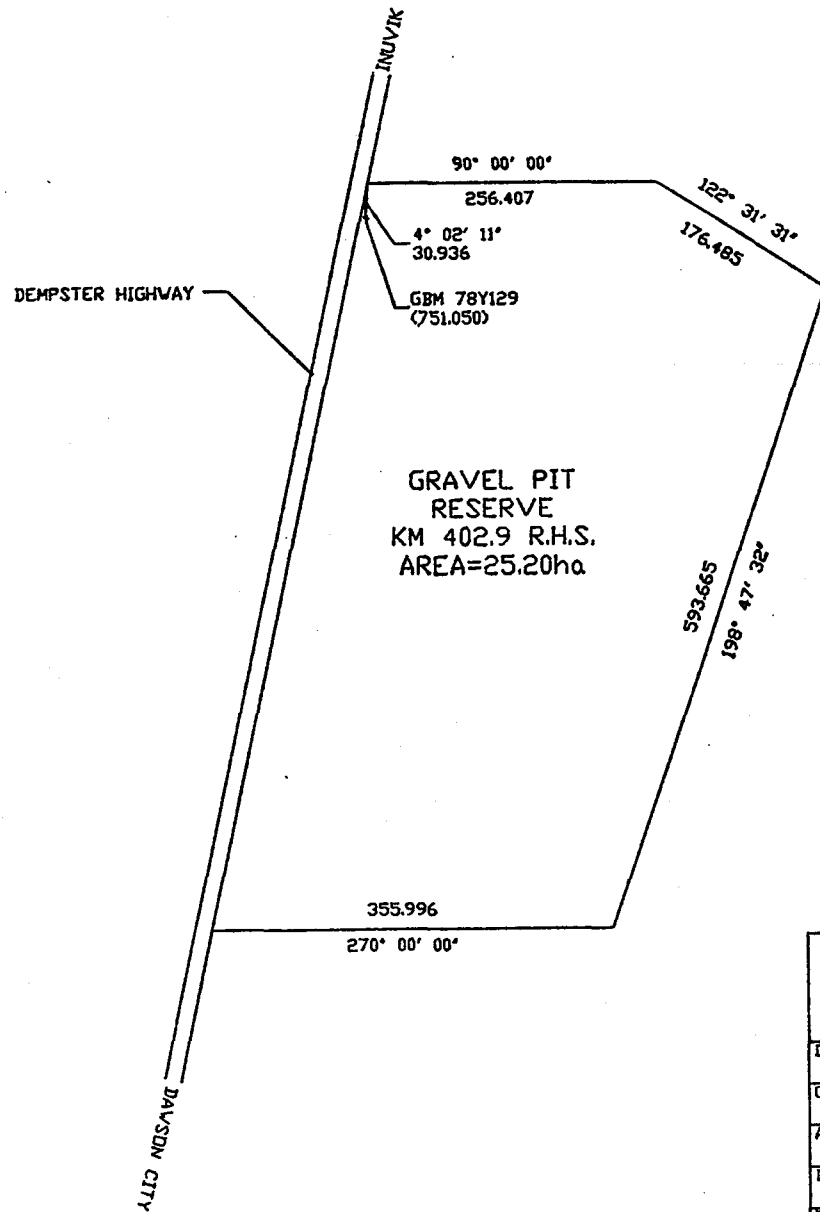 INUVIK
90° 00' 00"
256.407
122° 31' 31"
176.485
4° 02' 11"
30.936
DEMPSTER HIGHWAY
GBM 78Y129
(751.050)
GRAVEL PIT
RESERVE
KM 402.9 R.H.S.
AREA=25.20ha
593.665
198° 47' 32"
355.996
270° 00' 00"
DAWSON CITY